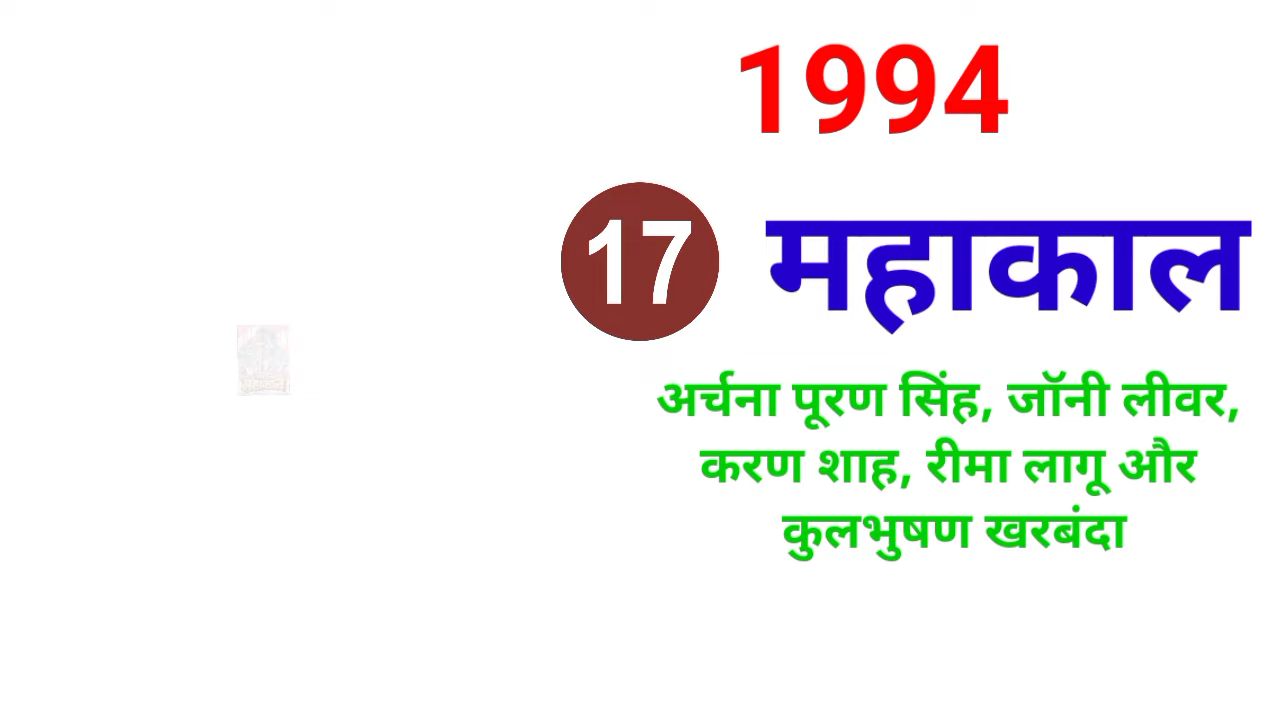 1994
17 महाकाल
अर्चना पूरण सिंह, जॉनी लीवर,
करण शाह, रीमा लागू और
कुलभुषण खरबंदा